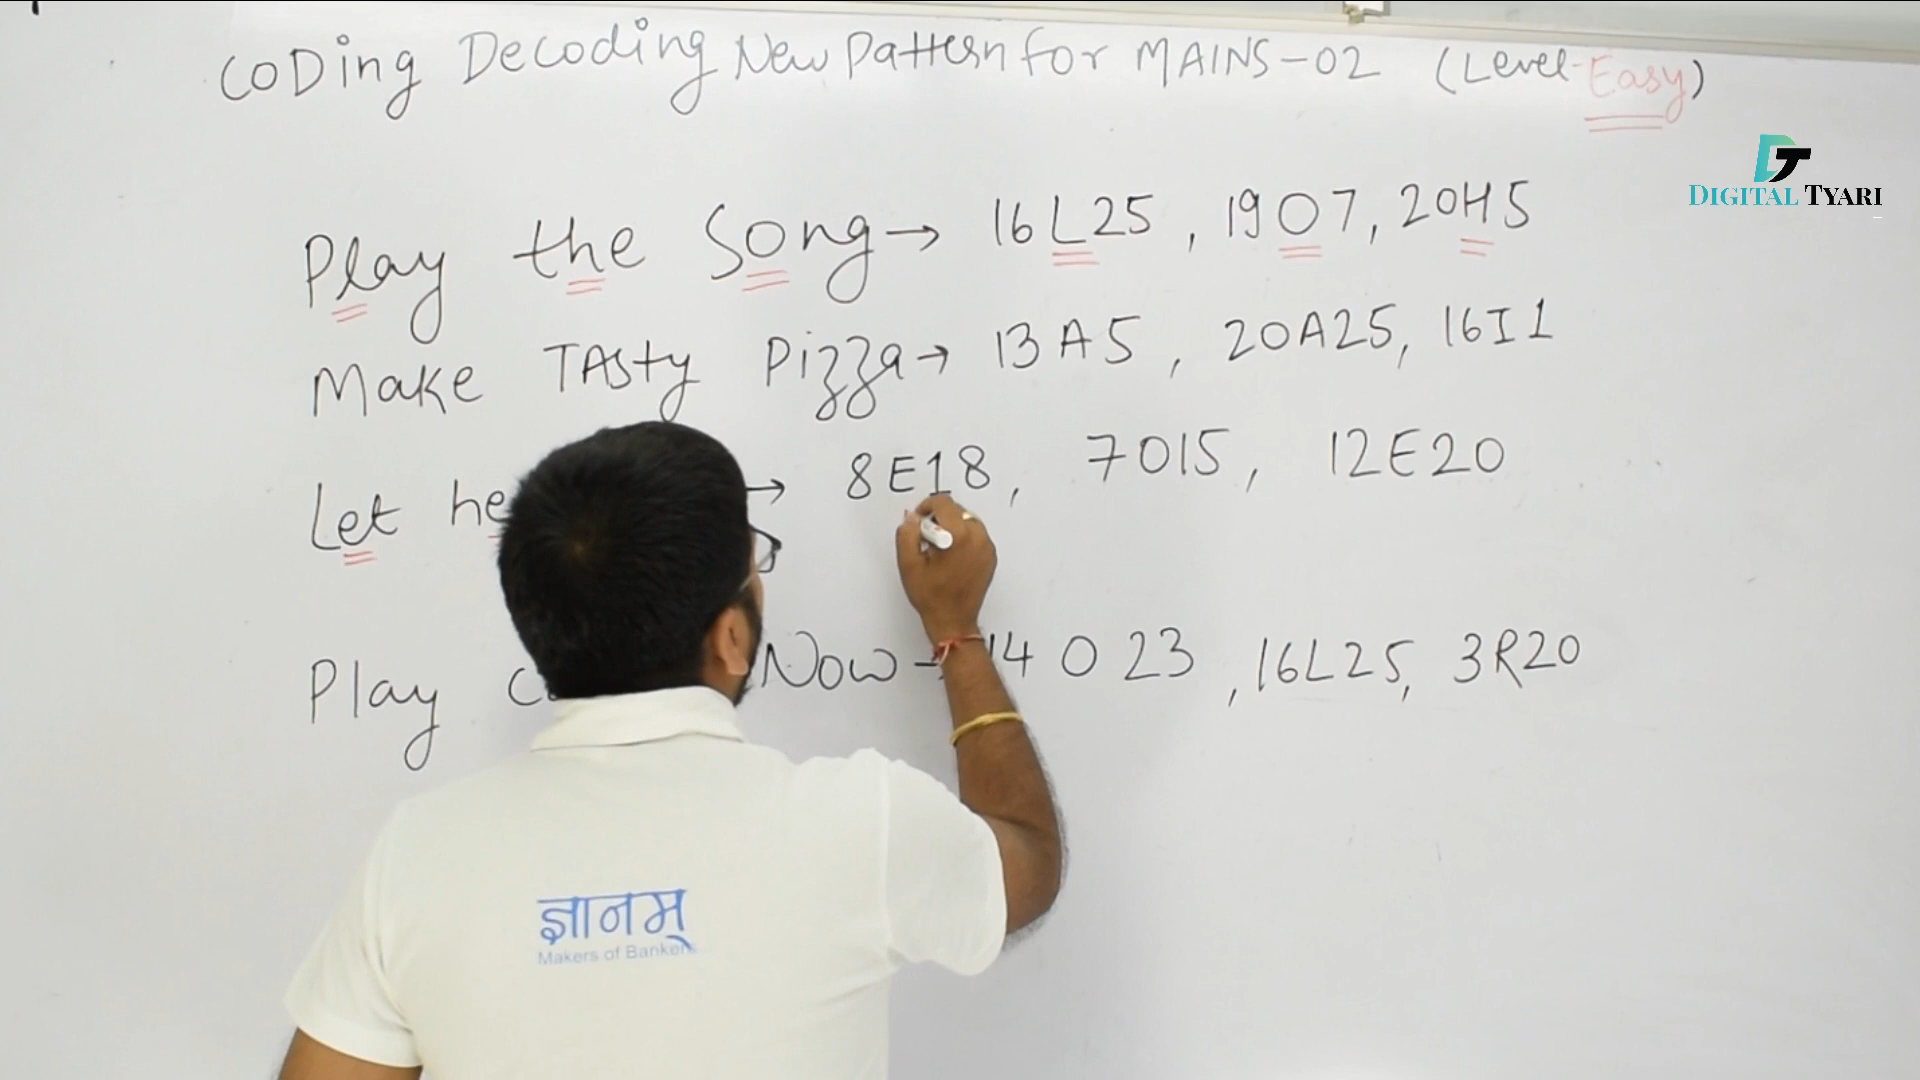 CODing Decoding New Pattern for MAINS-02 (Level-Easy)
DT
DIGITAL TYARI
Play the Song → 16L25, 19O7, 20H5
Make TAsty Pizza → 13A5, 20A25, 16I1
Let he → 8E18, 7O15, 12E20
Play Now → 14 O 23, 16L25, 3R20
ज्ञानम्
Makers of Bankers